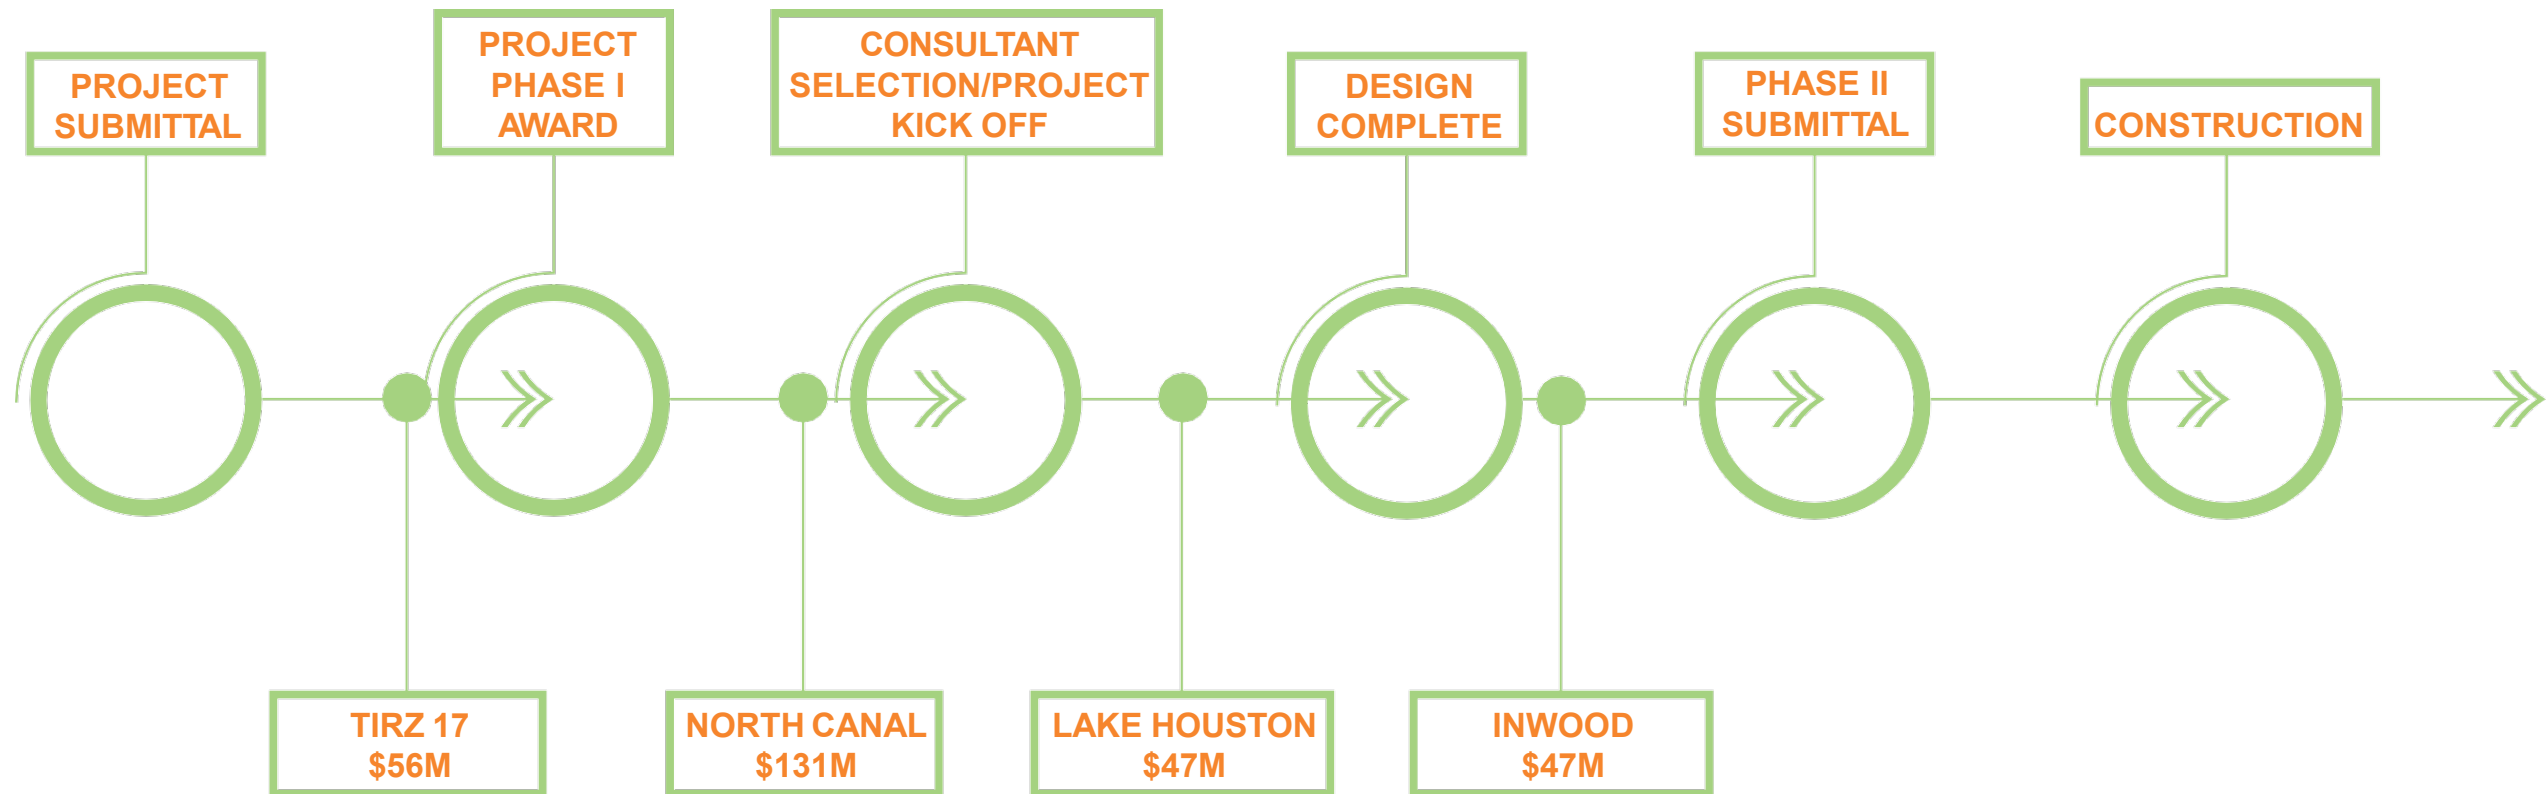 PROJECT
SUBMITTAL
PROJECT
PHASE I
AWARD
CONSULTANT
SELECTION/PROJECT
KICK OFF
DESIGN
COMPLETE
PHASE II
SUBMITTAL
CONSTRUCTION
TIRZ 17
$56M
NORTH CANAL
$131M
LAKE HOUSTON
$47M
INWOOD
$47M